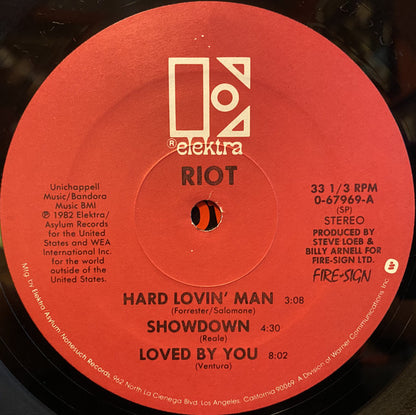 ® elektra
RIOT
Unichappell
Music/Bandora
Music BMI
℗ 1982 Elektra/
Asylum Records
for the United
States and WEA
International Inc.
for the world
outside of the
United States
33 1/3 RPM
0-67969-A
(SP)
STEREO
PRODUCED BY
STEVE LOEB &
BILLY ARNELL FOR
FIRE-SIGN LTD.
FIRE SIGN
HARD LOVIN' MAN 3:08
(Forrester/Salomone)
SHOWDOWN 4:30
(Reale)
LOVED BY YOU 8:02
(Ventura)
Mfg. by Elektra/Asylum/Nonesuch Records, 962 North La Cienega Blvd. Los Angeles, California 90069. A Division of Warner Communications, Inc.